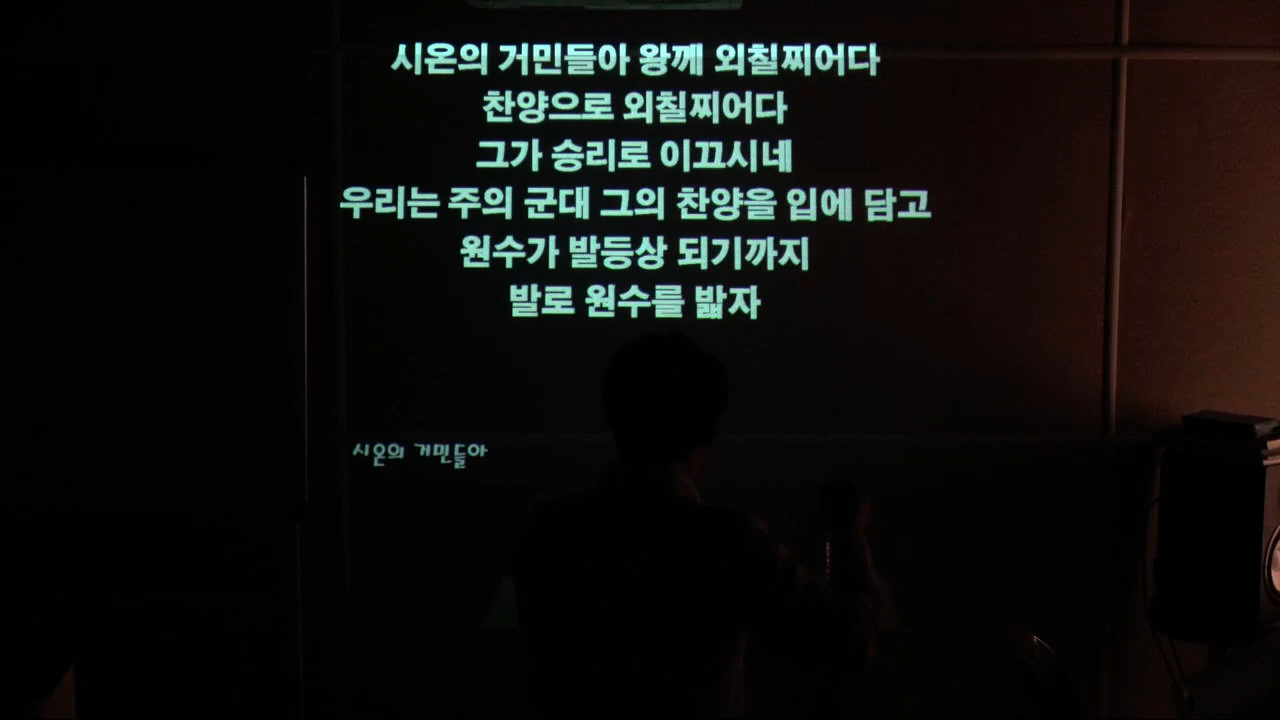 시온의 거민들아 왕께 외칠찌어다
찬양으로 외칠찌어다
그가 승리로 이끄시네
우리는 주의 군대 그의 찬양을 입에 담고
원수가 발등상 되기까지
발로 원수를 밟자
시온의 거민들아